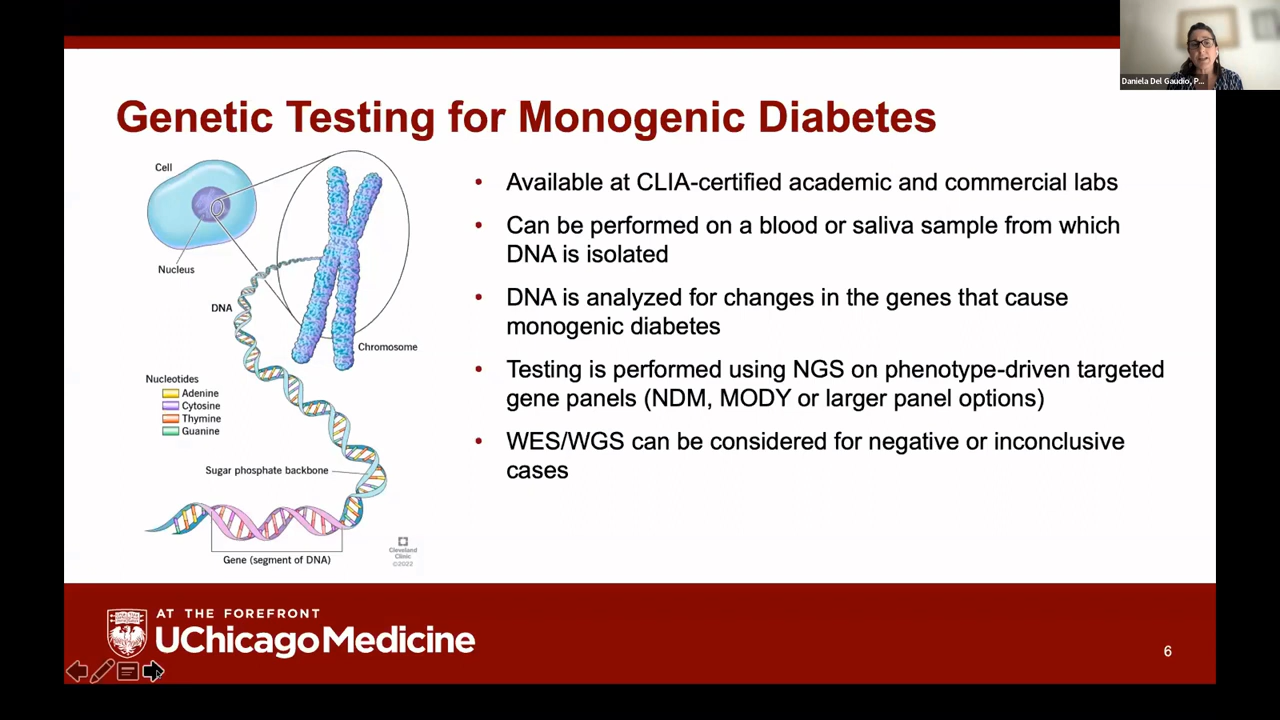 Daniela Del Gaudio, P...
Genetic Testing for Monogenic Diabetes
Cell
Nucleus
DNA
Chromosome
Nucleotides
Adenine
Cytosine
Thymine
Guanine
Sugar phosphate backbone
Gene (segment of DNA)
Cleveland
Clinic
©2022
• Available at CLIA-certified academic and commercial labs
• Can be performed on a blood or saliva sample from which
DNA is isolated
• DNA is analyzed for changes in the genes that cause
monogenic diabetes
• Testing is performed using NGS on phenotype-driven targeted
gene panels (NDM, MODY or larger panel options)
• WES/WGS can be considered for negative or inconclusive
cases
AT THE FOREFRONT
UChicago Medicine
6